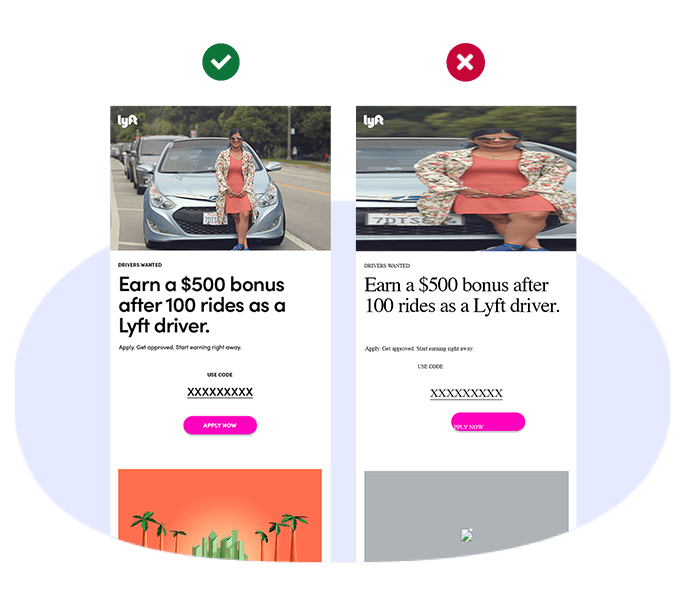 lyft
DRIVERS WANTED
Earn a $500 bonus
after 100 rides as a
Lyft driver.
Apply. Get approved. Start earning right away.
USE CODE
XXXXXXXXX
APPLY NOW
lyft
DRIVERS WANTED
Earn a $500 bonus after
100 rides as a Lyft driver.
Apply. Get approved. Start earning right away.
USE CODE
XXXXXXXXX
PPLY NOW